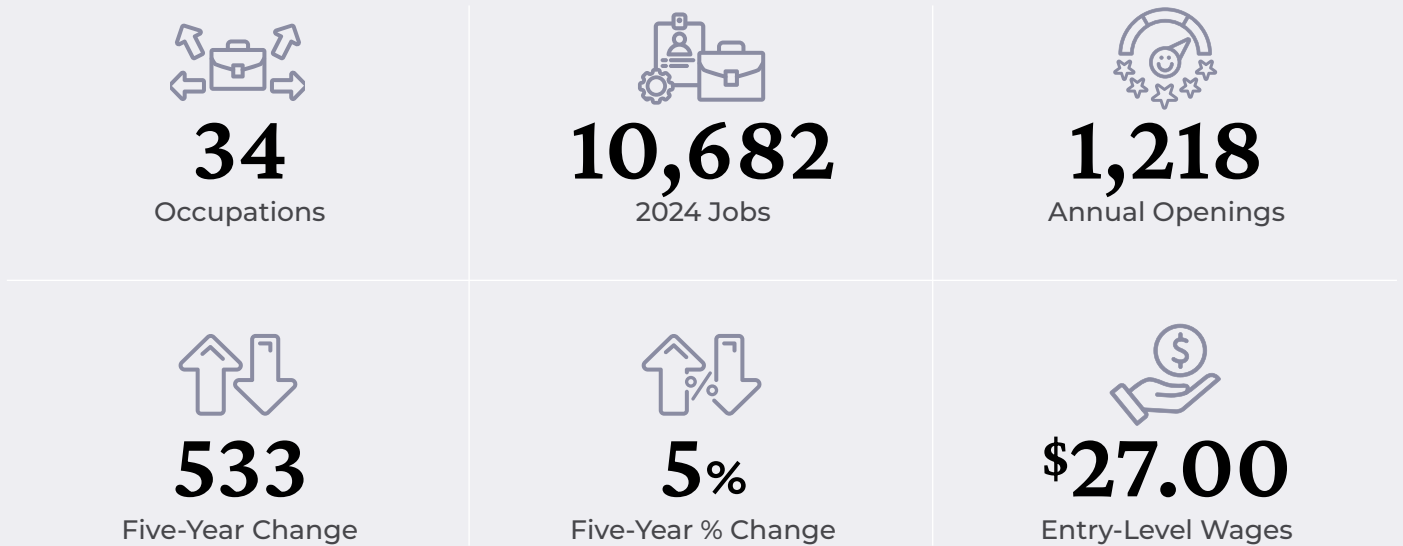 34
Occupations
10,682
2024 Jobs
1,218
Annual Openings
533
Five-Year Change
5%
Five-Year % Change
$27.00
Entry-Level Wages